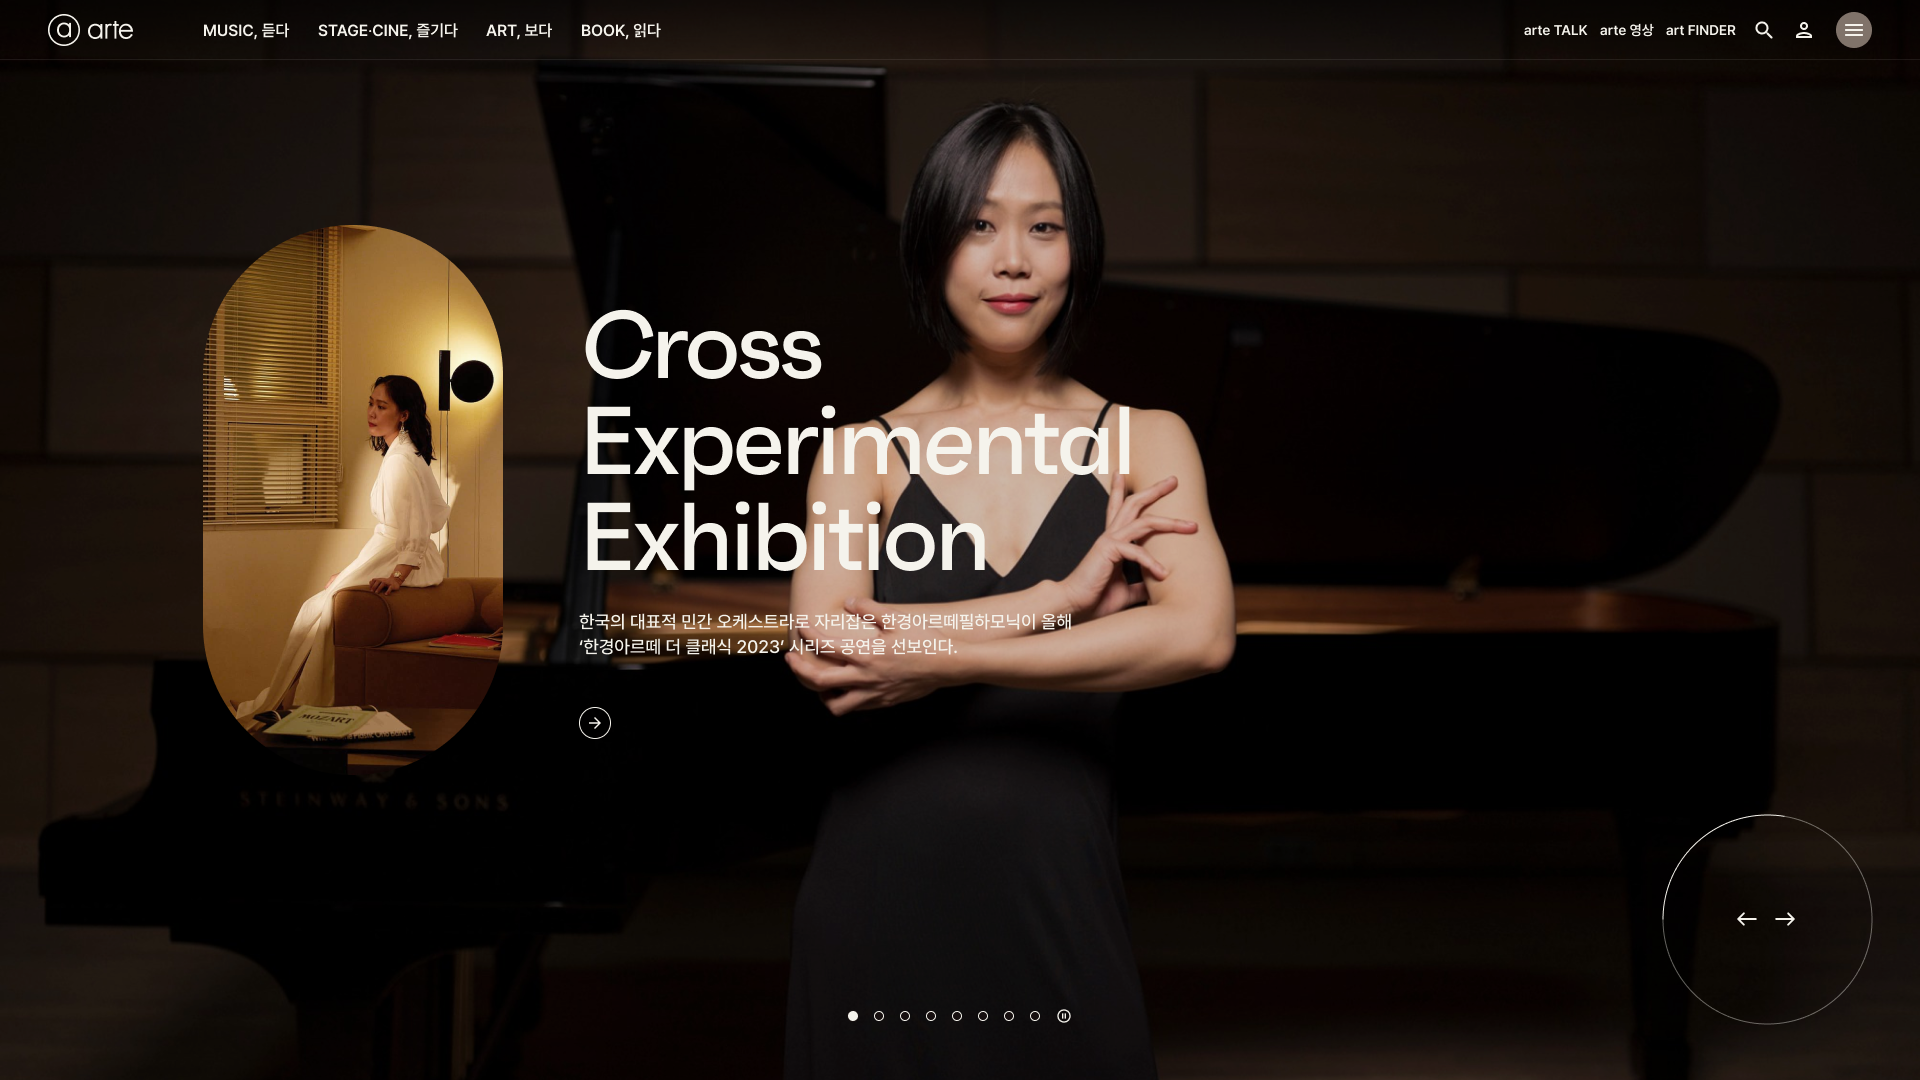 arte
MUSIC, 듣다
STAGE·CINE, 즐기다
ART, 보다
BOOK, 읽다
arte TALK
arte 영상
art FINDER
Cross
Experimental
Exhibition
한국의 대표적 민간 오케스트라로 자리잡은 한경아르떼필하모닉이 올해
‘한경아르떼 더 클래식 2023’ 시리즈 공연을 선보인다.
MOZART
STEINWAY & SONS